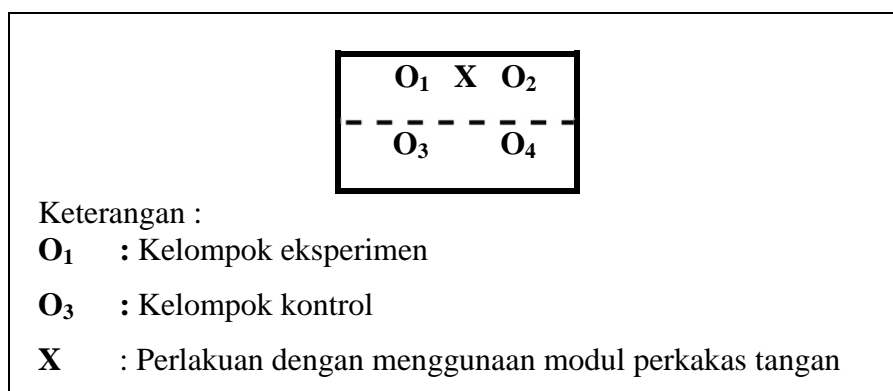 O₁ X O₂
O₃ O₄
Keterangan :
O₁ : Kelompok eksperimen
O₃ : Kelompok kontrol
X : Perlakuan dengan menggunaan modul perkakas tangan